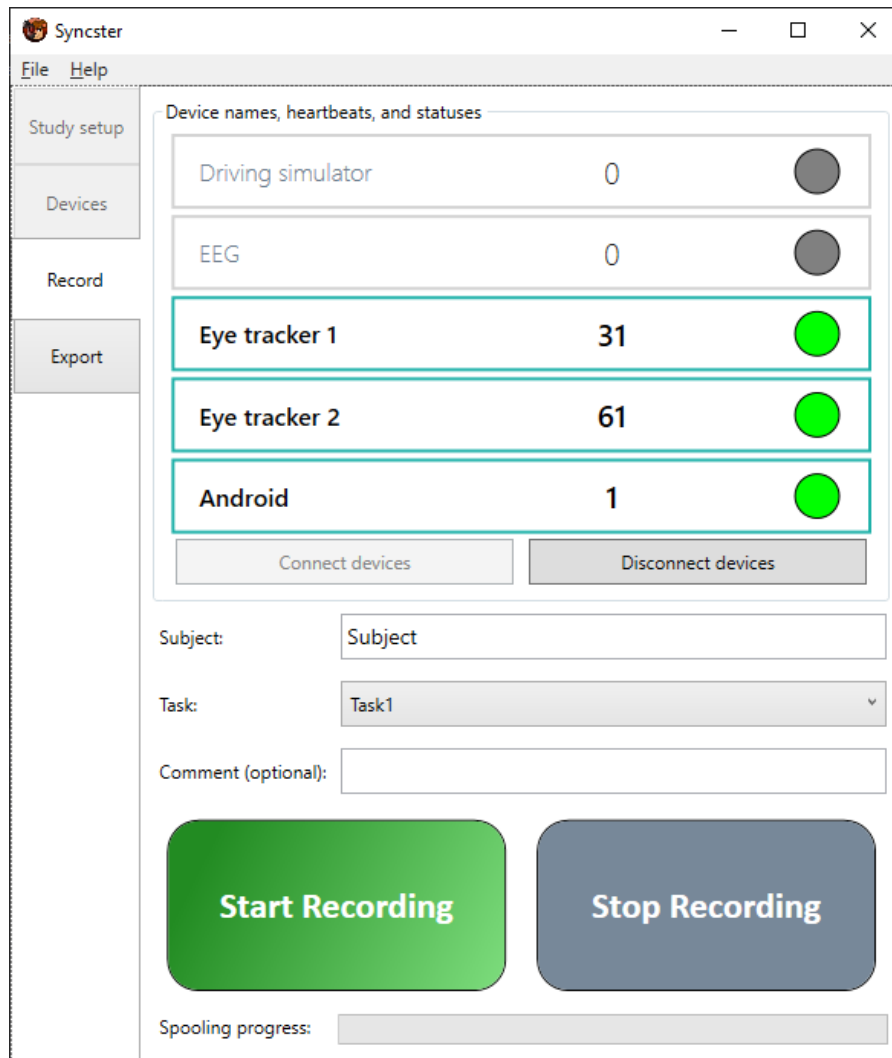 Syncster
File Help
Study setup
Devices
Record
Export
Device names, heartbeats, and statuses
Driving simulator 0
EEG 0
Eye tracker 1 31
Eye tracker 2 61
Android 1
Connect devices Disconnect devices
Subject: Subject
Task: Task1
Comment (optional):
Start Recording Stop Recording
Spooling progress: